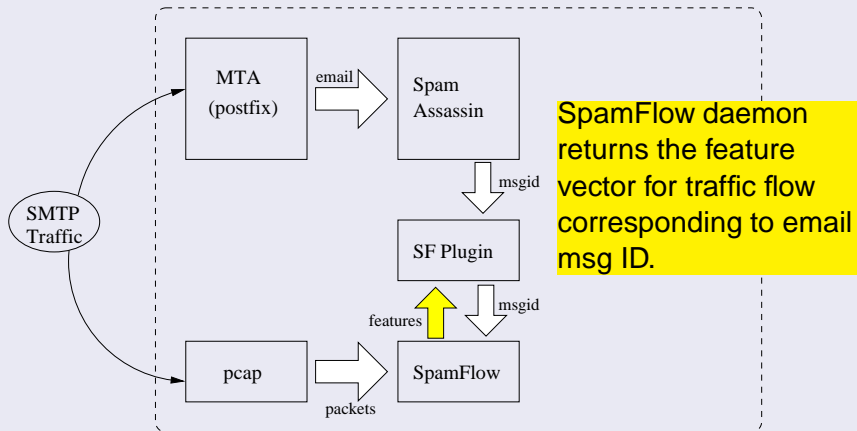 MTA
(postfix)
email
Spam
Assassin
SpamFlow daemon
returns the feature
vector for traffic flow
corresponding to email
msg ID.
msgid
SMTP
Traffic
SF Plugin
features
msgid
pcap
packets
SpamFlow